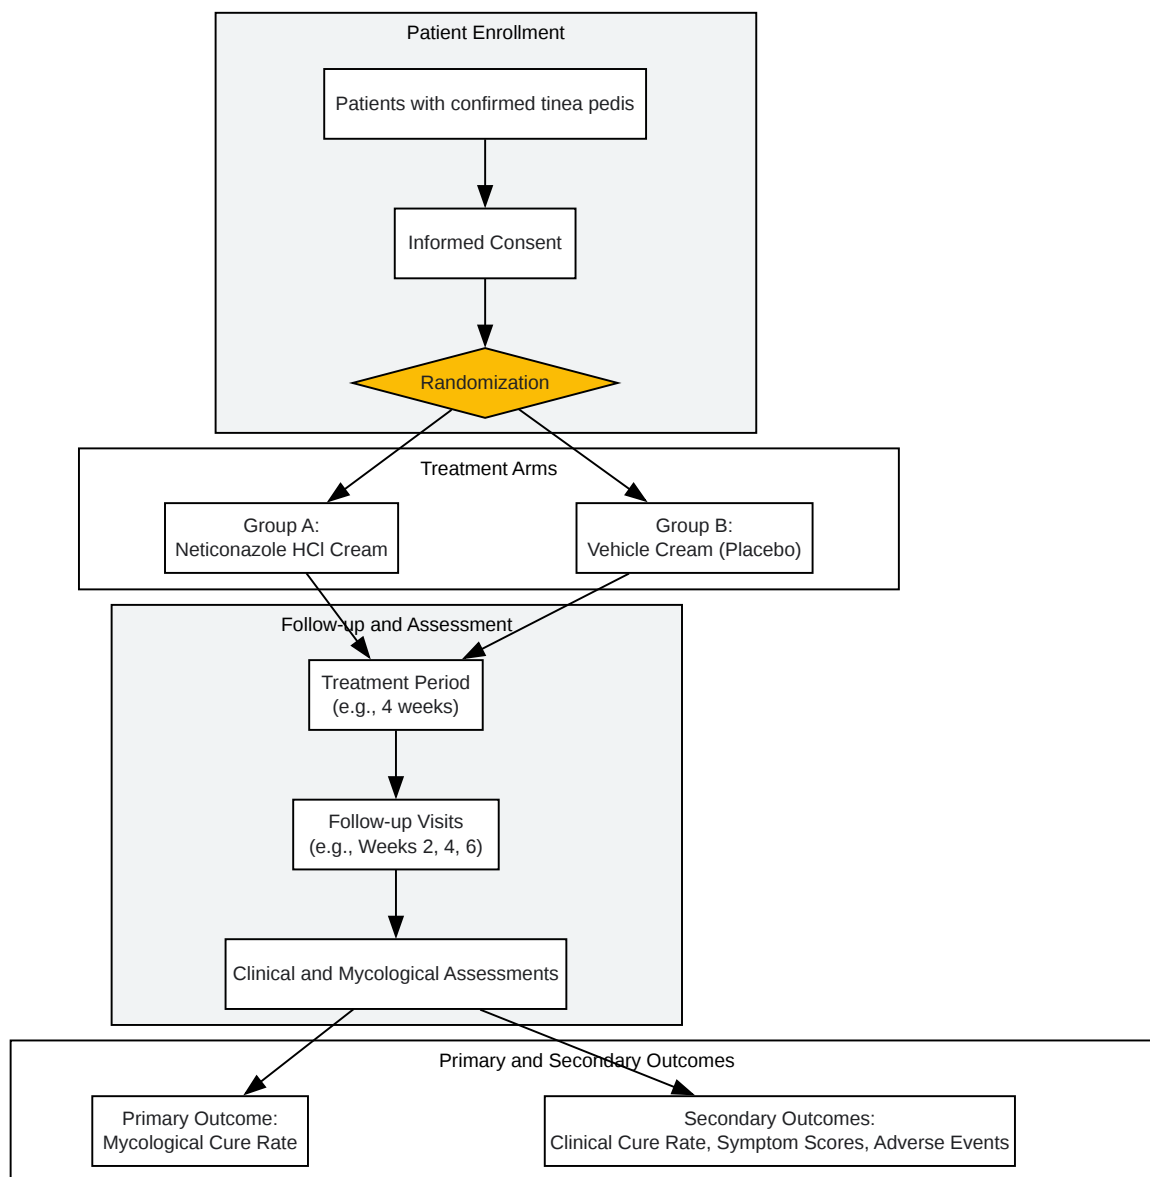 Patient Enrollment
Patients with confirmed tinea pedis
Informed Consent
Randomization
Treatment Arms
Group A:
Neticonazole HCl Cream
Group B:
Vehicle Cream (Placebo)
Follow-up and Assessment
Treatment Period
(e.g., 4 weeks)
Follow-up Visits
(e.g., Weeks 2, 4, 6)
Clinical and Mycological Assessments
Primary and Secondary Outcomes
Primary Outcome:
Mycological Cure Rate
Secondary Outcomes:
Clinical Cure Rate, Symptom Scores, Adverse Events